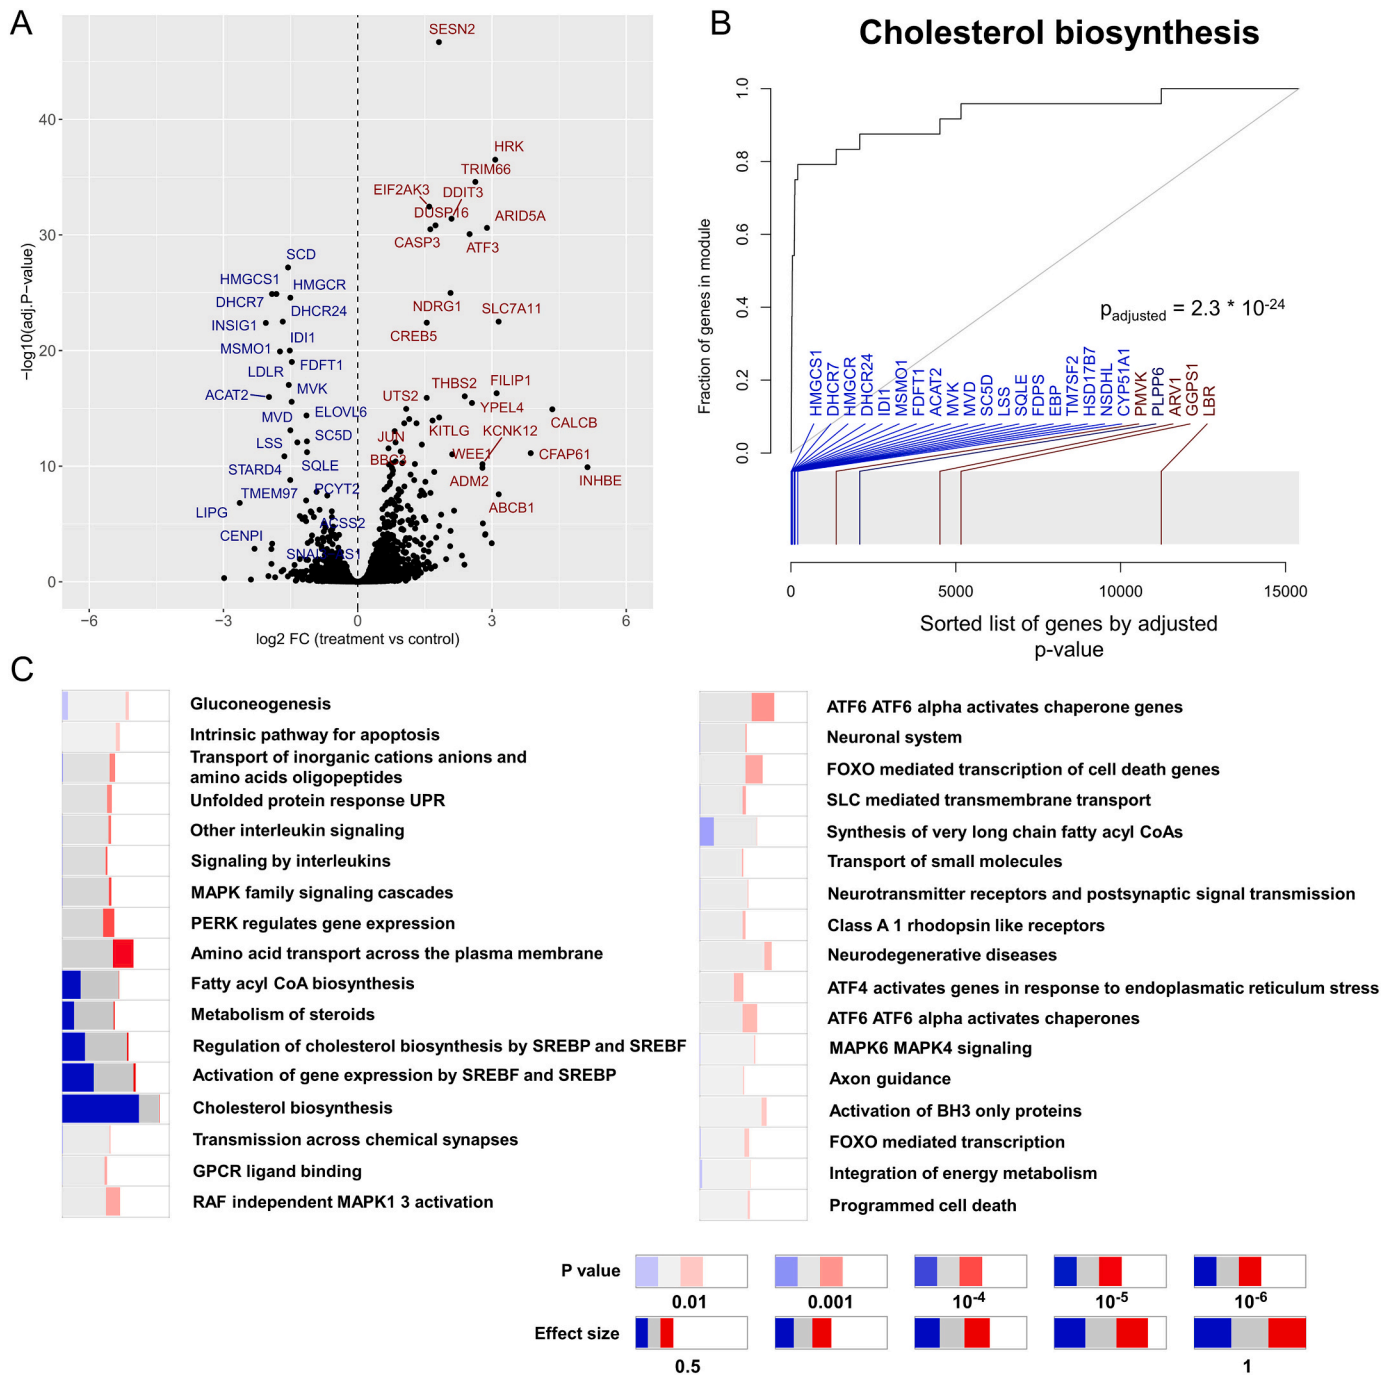 A
SESN2
HRK
TRIM66
EIF2AK3
DDIT3
DUSP16
ARID5A
CASP3
ATF3
SCD
HMGCS1
HMGCR
DHCR7
DHCR24
NDRG1
SLC7A11
INSIG1
CREB5
IDI1
MSMO1
FDFT1
LDLR
MVK
THBS2
FILIP1
ACAT2
UTS2
YPEL4
MVD
ELOVL6
CALCB
LSS
SC5D
JUN
KITLG
KCNK12
STARD4
SQLE
BBC3
WEE1
CFAP61
ADM2
INHBE
TMEM97
PCYT2
ABCB1
LIPG
ACSS2
CENPI
40
30
20
10
0
−log10(adj.P−value)
−6
−3
0
3
6
log2 FC (treatment vs control)
B
Cholesterol biosynthesis
1.0
0.8
0.6
0.4
0.2
0.0
Fraction of genes in module
padjusted = 2.3 * 10-24
HMGCS1
DHCR7
HMGCR
DHCR24
IDI1
MSMO1
FDFT1
ACAT2
MVK
MVD
SC5D
LSS
SQLE
FDPS
EBP
TM7SF2
HSD17B7
NSDHL
CYP51A1
PMVK
PLPP6
ARV1
GGPS1
LBR
0
5000
10000
15000
Sorted list of genes by adjusted
p-value
C
Gluconeogenesis
Intrinsic pathway for apoptosis
Transport of inorganic cations anions and
amino acids oligopeptides
Unfolded protein response UPR
Other interleukin signaling
Signaling by interleukins
MAPK family signaling cascades
PERK regulates gene expression
Amino acid transport across the plasma membrane
Fatty acyl CoA biosynthesis
Metabolism of steroids
Regulation of cholesterol biosynthesis by SREBP and SREBF
Activation of gene expression by SREBF and SREBP
Cholesterol biosynthesis
Transmission across chemical synapses
GPCR ligand binding
RAF independent MAPK1 3 activation
ATF6 ATF6 alpha activates chaperone genes
Neuronal system
FOXO mediated transcription of cell death genes
SLC mediated transmembrane transport
Synthesis of very long chain fatty acyl CoAs
Transport of small molecules
Neurotransmitter receptors and postsynaptic signal transmission
Class A 1 rhodopsin like receptors
Neurodegenerative diseases
ATF4 activates genes in response to endoplasmatic reticulum stress
ATF6 ATF6 alpha activates chaperones
MAPK6 MAPK4 signaling
Axon guidance
Activation of BH3 only proteins
FOXO mediated transcription
Integration of energy metabolism
Programmed cell death
P value
0.01
0.001
10-4
10-5
10-6
Effect size
0.5
1